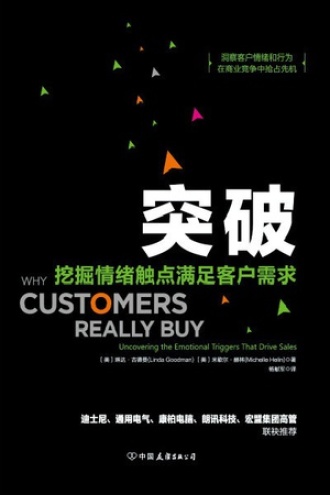 洞察客户情绪和行为
在商业竞争中抢占先机
突破
挖掘情绪触点满足客户需求
WHY
CUSTOMERS
REALLY BUY
Uncovering the Emotional Triggers That Drive Sales
[美]琳达·古德曼(Linda Goodman) [美]米歇尔·赫林(Michelle Helin)著
杨献军 译
迪士尼、通用电气、康柏电脑、朗讯科技、宏盟集团高管
联袂推荐
中国友谊出版公司